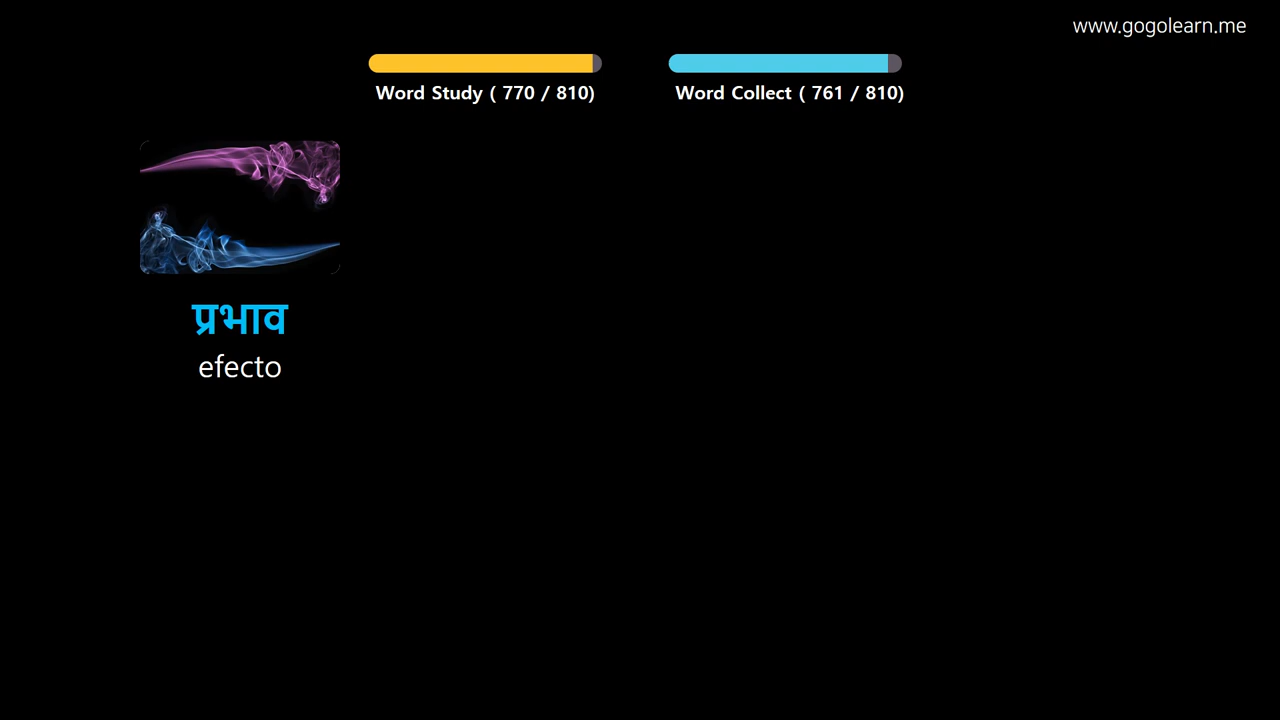 www.gogolearn.me
Word Study ( 770 / 810)
Word Collect ( 761 / 810)
प्रभाव
efecto